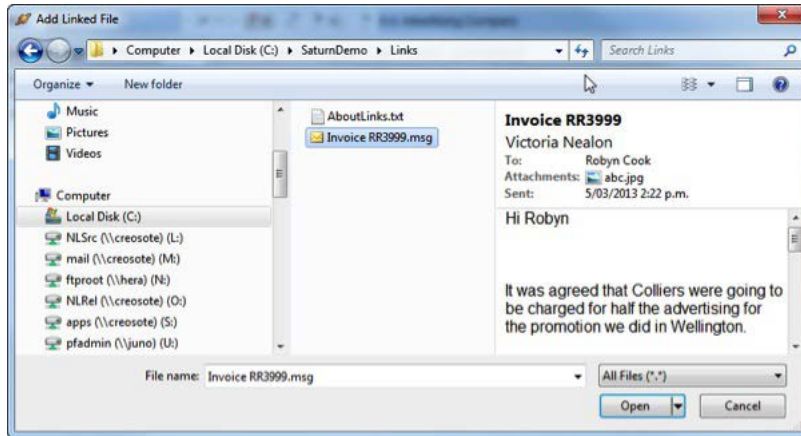 Add Linked File
Computer Local Disk (C:) SaturnDemo Links
Search Links
Organize New folder
Music
Pictures
Videos
Computer
Local Disk (C:)
NLSrc (\\creosote) (L:)
mail (\\creosote) (M:)
ftproot (\\hera) (N:)
NLRel (\\creosote) (O:)
apps (\\creosote) (S:)
pfadmin (\\juno) (U:)
AboutLinks.txt
Invoice RR3999.msg
Invoice RR3999
Victoria Nealon
To: Robyn Cook
Attachments: abc.jpg
Sent: 5/03/2013 2:22 p.m.
Hi Robyn
It was agreed that Colliers were going to
be charged for half the advertising for
the promotion we did in Wellington.
File name: Invoice RR3999.msg
All Files (*.*)
Open Cancel